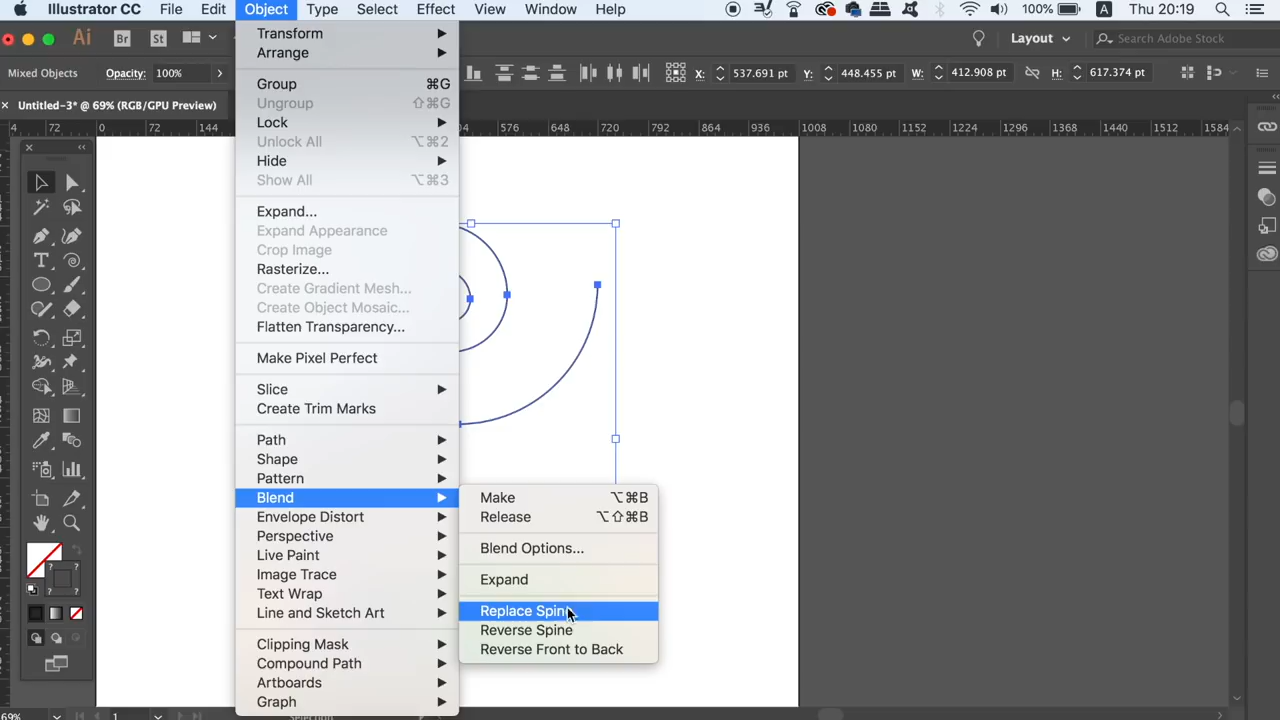 Illustrator CC File Edit Object Type Select Effect View Window Help 100% A Thu 20:19
Ai Br St Layout Search Adobe Stock
Mixed Objects Opacity: 100% X: 537.691 pt Y: 448.455 pt W: 412.908 pt H: 617.374 pt
Untitled-3* @ 69% (RGB/GPU Preview)
4 72 0 72 144 04 576 648 720 792 864 936 1008 1080 1152 1224 1296 1368 1440 1512 1584
Transform
Arrange
Group ⌘G
Ungroup ⇧⌘G
Lock
Unlock All ⌥⌘2
Hide
Show All ⌥⌘3
Expand...
Expand Appearance
Crop Image
Rasterize...
Create Gradient Mesh...
Create Object Mosaic...
Flatten Transparency...
Make Pixel Perfect
Slice
Create Trim Marks
Path
Shape
Pattern
Blend
Envelope Distort
Perspective
Live Paint
Image Trace
Text Wrap
Line and Sketch Art
Clipping Mask
Compound Path
Artboards
Graph
Make ⌥⌘B
Release ⌥⇧⌘B
Blend Options...
Expand
Replace Spine
Reverse Spine
Reverse Front to Back
? ?
? ?
69% 1 Selection